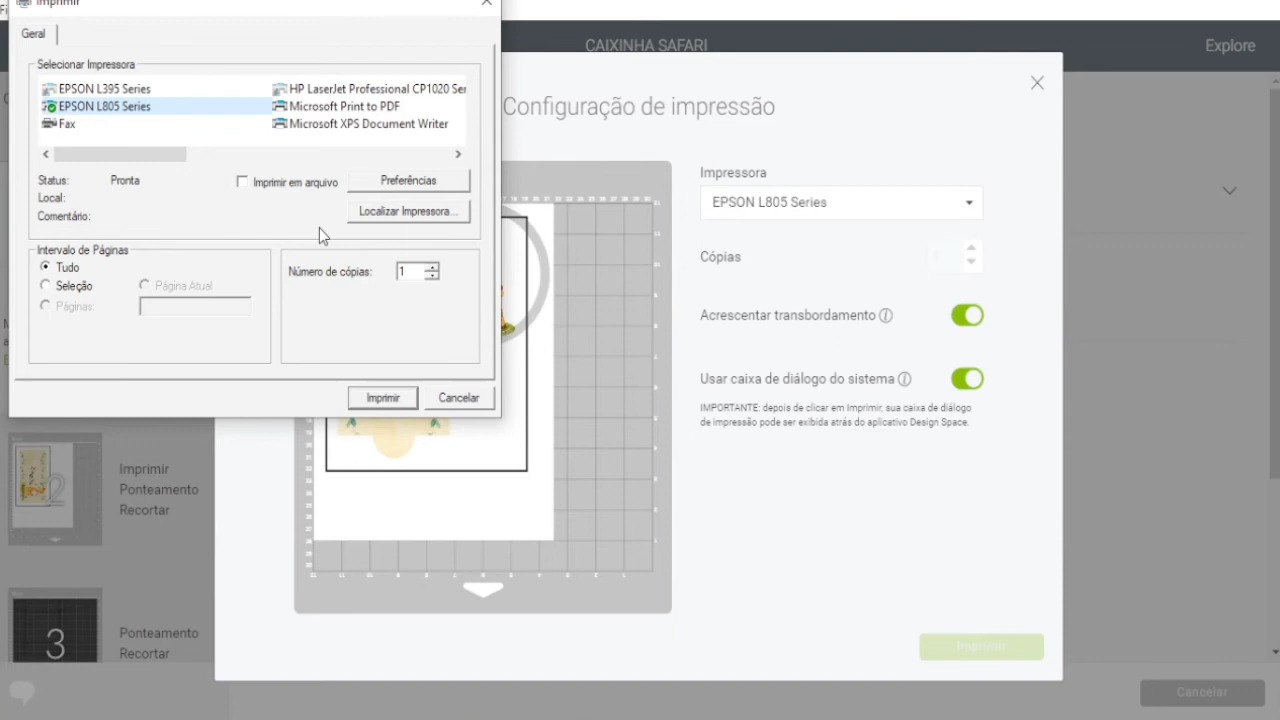 Imprimir
Geral
Selecionar Impressora
EPSON L395 Series
HP LaserJet Professional CP1020 Ser
EPSON L805 Series
Microsoft Print to PDF
Fax
Microsoft XPS Document Writer
Status: Pronta
Imprimir em arquivo
Preferências
Local:
Comentário:
Localizar Impressora...
Intervalo de Páginas
Tudo
Seleção
Página Atual
Páginas:
Número de cópias: 1
Imprimir
Cancelar
CAIXINHA SAFARI
Explore
Configuração de impressão
Impressora
EPSON L805 Series
Cópias
Acrescentar transbordamento
Usar caixa de diálogo do sistema
IMPORTANTE: depois de clicar em Imprimir, sua caixa de diálogo
de impressão pode ser exibida atrás do aplicativo Design Space.
Imprimir
Imprimir
Ponteamento
Recortar
3
Ponteamento
Recortar
Cancelar